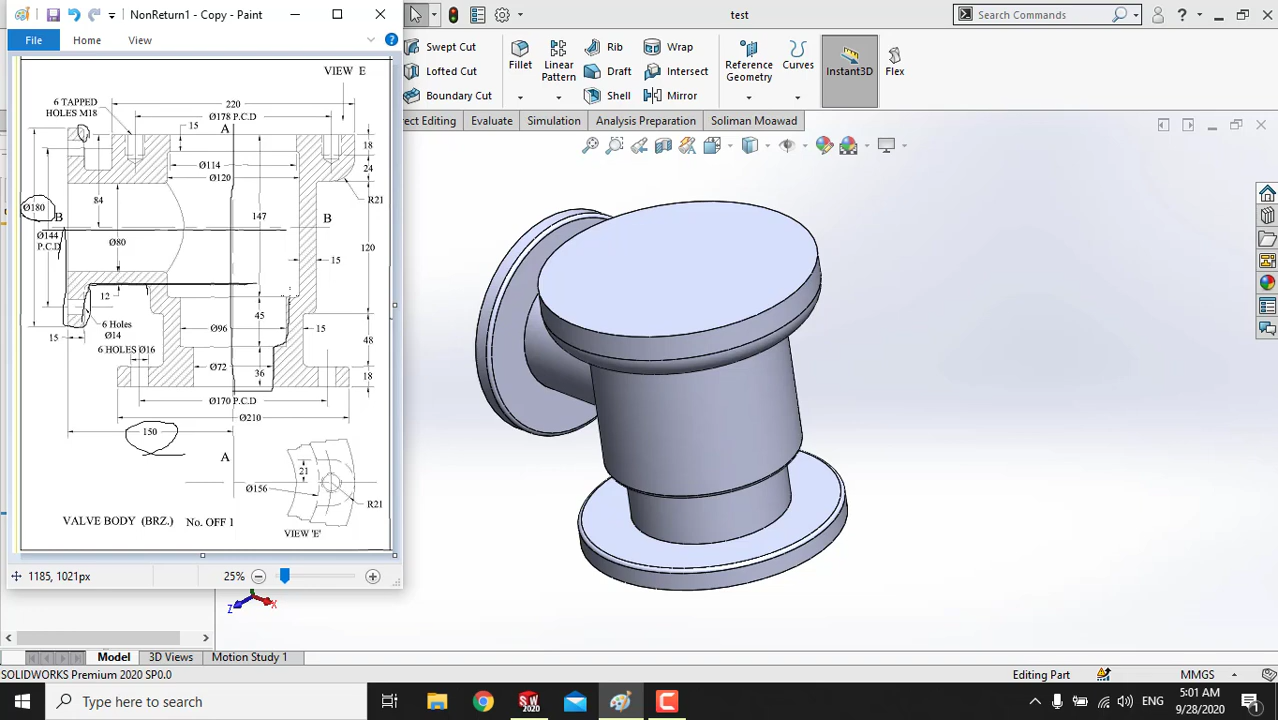 NonReturn1 - Copy - Paint
File
Home
View
VIEW E
6 TAPPED
HOLES M18
220
Ø178 P.C.D
15
A
18
Ø114
24
Ø120
84
R21
Ø180
B
147
B
Ø144
P.C.D
Ø80
120
15
12
6 Holes
Ø14
45
15
Ø96
15
48
6 HOLES Ø16
Ø72
36
18
Ø170 P.C.D
Ø210
150
A
21
Ø156
R21
VALVE BODY (BRZ.) No. OFF 1
VIEW 'E'
1185, 1021px
25%
test
Search Commands
Swept Cut
Lofted Cut
Boundary Cut
Fillet
Linear
Pattern
Rib
Draft
Shell
Wrap
Intersect
Mirror
Reference
Geometry
Curves
Instant3D
Flex
rect Editing
Evaluate
Simulation
Analysis Preparation
Soliman Moawad
Z
X
Model
3D Views
Motion Study 1
SOLIDWORKS Premium 2020 SP0.0
Editing Part
MMGS
Type here to search
SW
2020
ENG
5:01 AM
9/28/2020
1